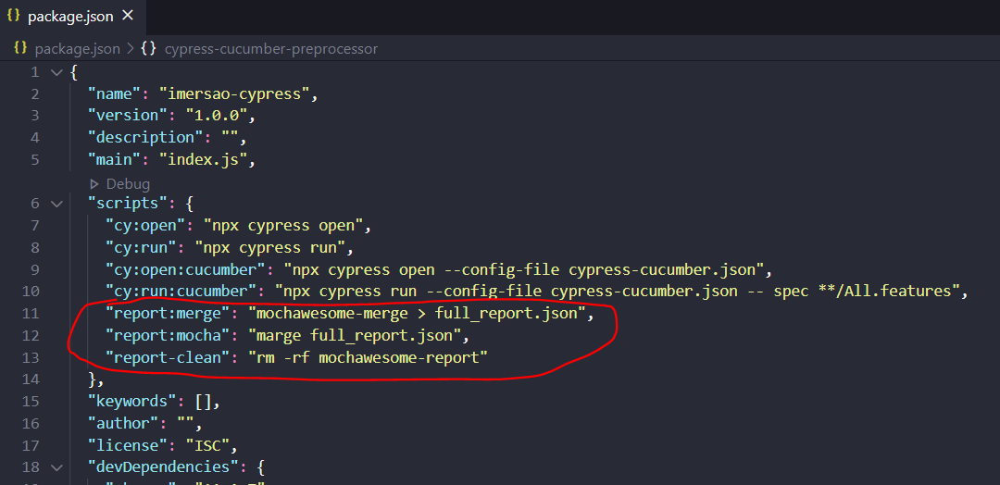 {} package.json ×
{} package.json > {} cypress-cucumber-preprocessor
1 {
2 "name": "imersao-cypress",
3 "version": "1.0.0",
4 "description": "",
5 "main": "index.js",
Debug
6 "scripts": {
7 "cy:open": "npx cypress open",
8 "cy:run": "npx cypress run",
9 "cy:open:cucumber": "npx cypress open --config-file cypress-cucumber.json",
10 "cy:run:cucumber": "npx cypress run --config-file cypress-cucumber.json -- spec **/All.features",
11 "report:merge": "mochawesome-merge > full_report.json",
12 "report:mocha": "marge full_report.json",
13 "report-clean": "rm -rf mochawesome-report"
14 },
15 "keywords": [],
16 "author": "",
17 "license": "ISC",
18 "devDependencies": {